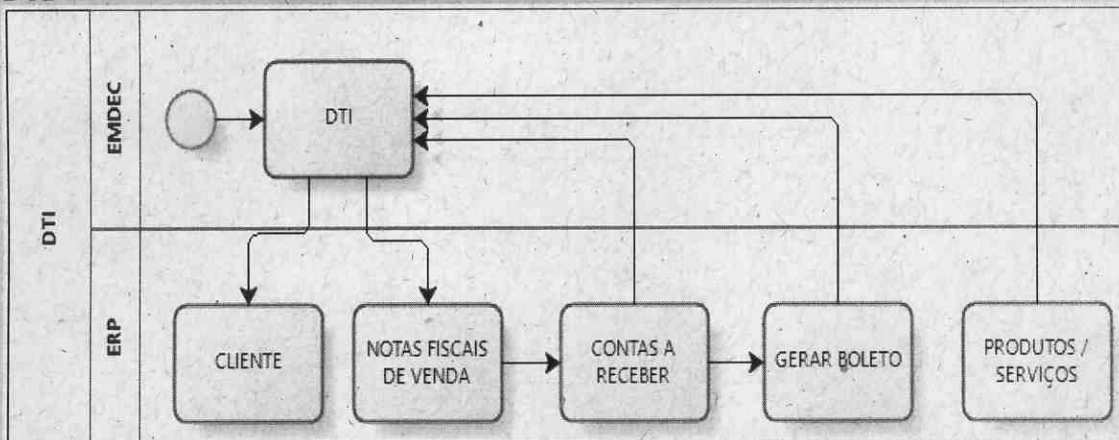 DTI
EMDEC
DTI
ERP
CLIENTE
NOTAS FISCAIS
DE VENDA
CONTAS A
RECEBER
GERAR BOLETO
PRODUTOS /
SERVIÇOS